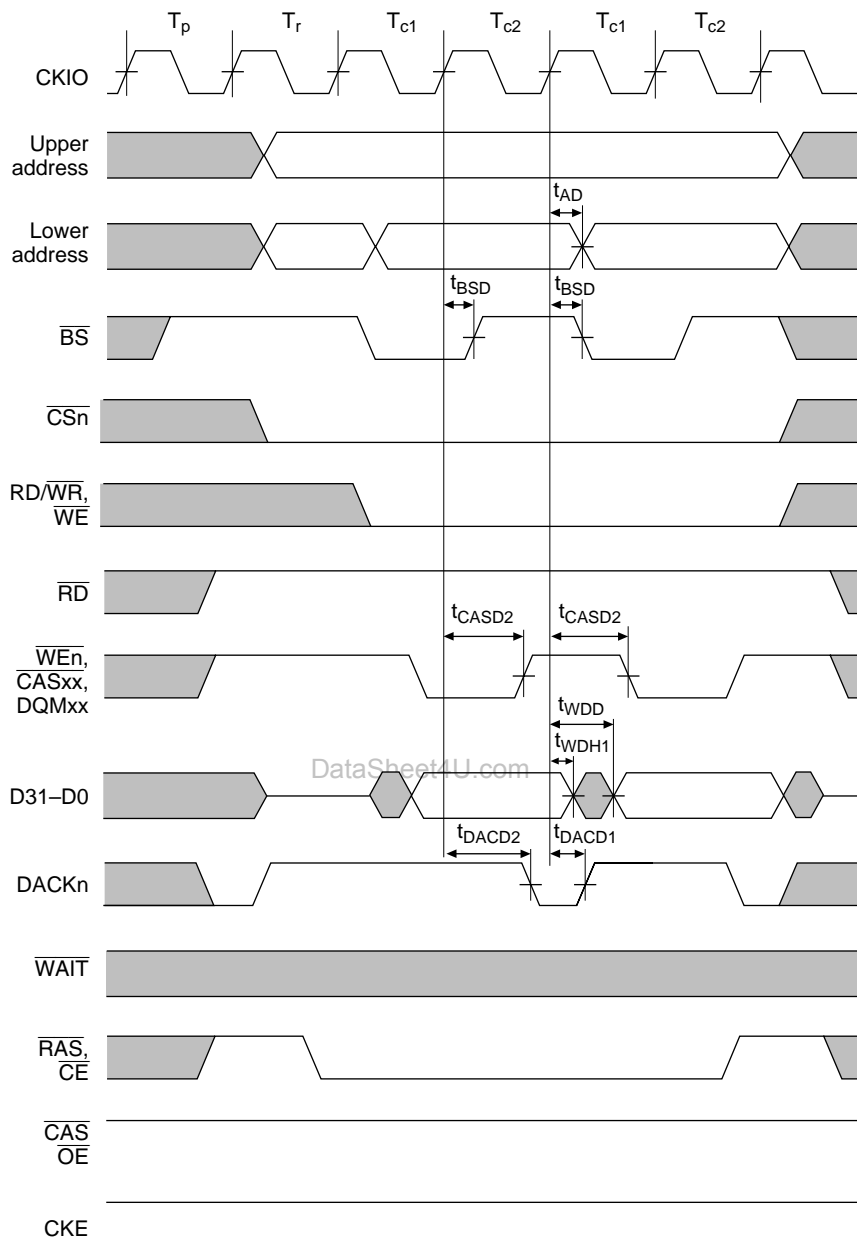 Tp Tr Tc1 Tc2 Tc1 Tc2
CKIO
Upper
address
tAD
Lower
address
tBSD tBSD
BS
CSn
RD/WR,
WE
RD
tCASD2 tCASD2
WEn,
CASxx,
DQMxx
tWDD
tWDH1
DataSheet4U.com
D31–D0
tDACD2 tDACD1
DACKn
WAIT
RAS,
CE
CAS
OE
CKE